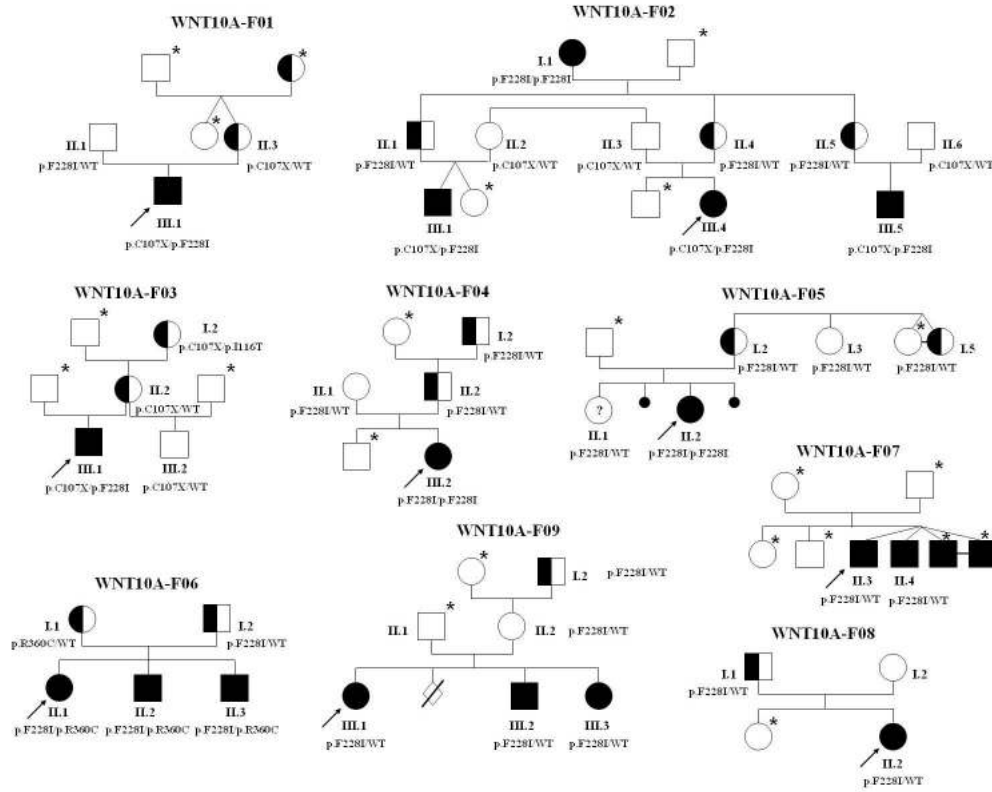 WNT10A-F01
*
*
*
II.1
p.F228I/WT
II.3
p.C107X/WT
III.1
p.C107X/p.F228I
WNT10A-F02
I.1
p.F228I/p.F228I
*
II.1
p.F228I/WT
II.2
p.C107X/WT
II.3
p.C107X/WT
II.4
p.F228I/WT
II.5
p.F228I/WT
II.6
p.C107X/WT
*
*
III.1
p.C107X/p.F228I
III.4
p.C107X/p.F228I
III.5
p.C107X/p.F228I
WNT10A-F03
*
I.2
p.C107X/p.I116T
*
II.2
p.C107X/WT
*
III.1
p.C107X/p.F228I
III.2
p.C107X/WT
WNT10A-F04
*
I.2
p.F228I/WT
II.1
p.F228I/WT
II.2
p.F228I/WT
*
III.2
p.F228I/p.F228I
WNT10A-F05
*
I.2
p.F228I/WT
I.3
p.F228I/WT
*
I.5
p.F228I/WT
?
II.1
p.F228I/WT
II.2
p.F228I/p.F228I
WNT10A-F07
*
*
*
*
*
*
II.3
p.F228I/WT
II.4
p.F228I/WT
WNT10A-F06
I.1
p.R360C/WT
I.2
p.F228I/WT
II.1
p.F228I/p.R360C
II.2
p.F228I/p.R360C
II.3
p.F228I/p.R360C
WNT10A-F09
*
I.2 p.F228I/WT
II.1
*
II.2 p.F228I/WT
III.1
p.F228I/WT
III.2
p.F228I/WT
III.3
p.F228I/WT
WNT10A-F08
I.1
p.F228I/WT
I.2
*
II.2
p.F228I/WT